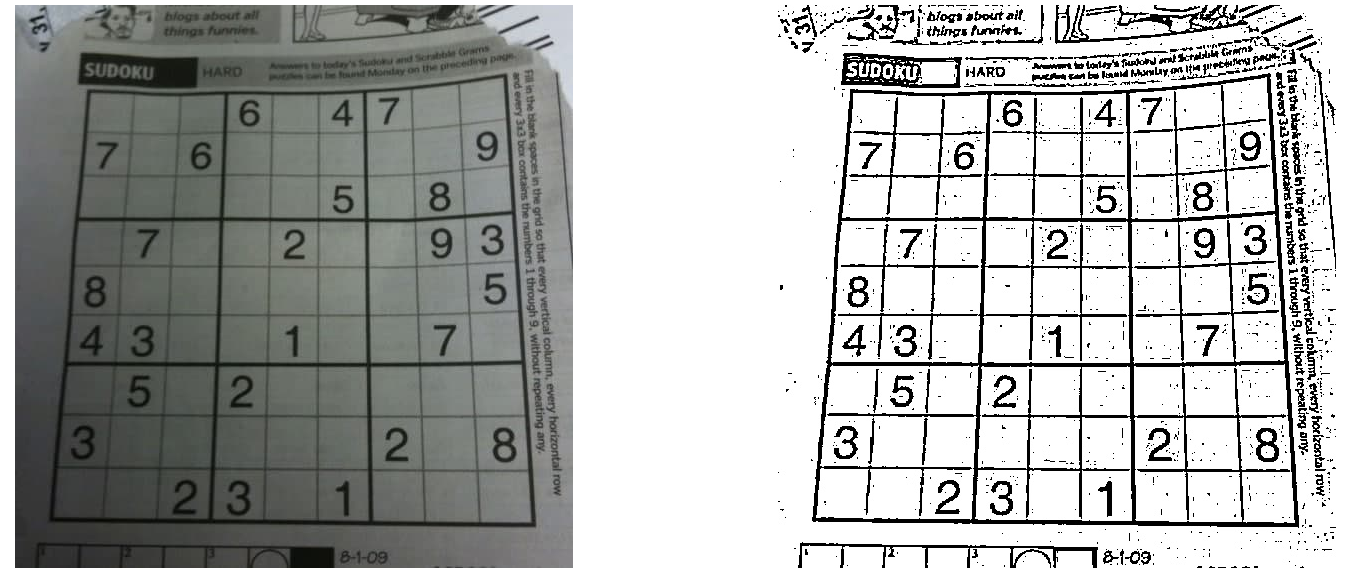 blogs about all
things funnies.
SUDOKU HARD
Answers to today's Sudoku and Scrabble Grams
puzzles can be found Monday on the preceding page.
Fill in the blank spaces in the grid so that every vertical column, every horizontal row
and every 3x3 box contains the numbers 1 through 9, without repeating any.
6 4 7
7 6 9
5 8
7 2 9 3
8 5
4 3 1 7
5 2
3 2 8
2 3 1
1 2 3
8-1-09
blogs about all
things funnies.
SUDOKU HARD
Answers to today's Sudoku and Scrabble Grams
puzzles can be found Monday on the preceding page.
Fill in the blank spaces in the grid so that every vertical column, every horizontal row
and every 3x3 box contains the numbers 1 through 9, without repeating any.
6 4 7
7 6 9
5 8
7 2 9 3
8 5
4 3 1 7
5 2
3 2 8
2 3 1
1 2 3
8-1-09